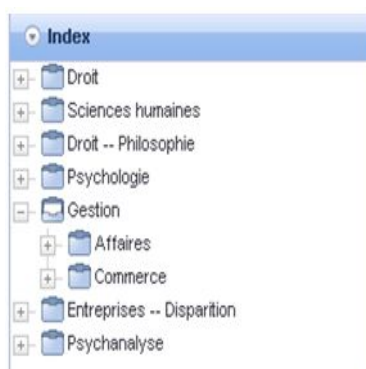 Index
Droit
Sciences humaines
Droit -- Philosophie
Psychologie
Gestion
Affaires
Commerce
Entreprises -- Disparition
Psychanalyse